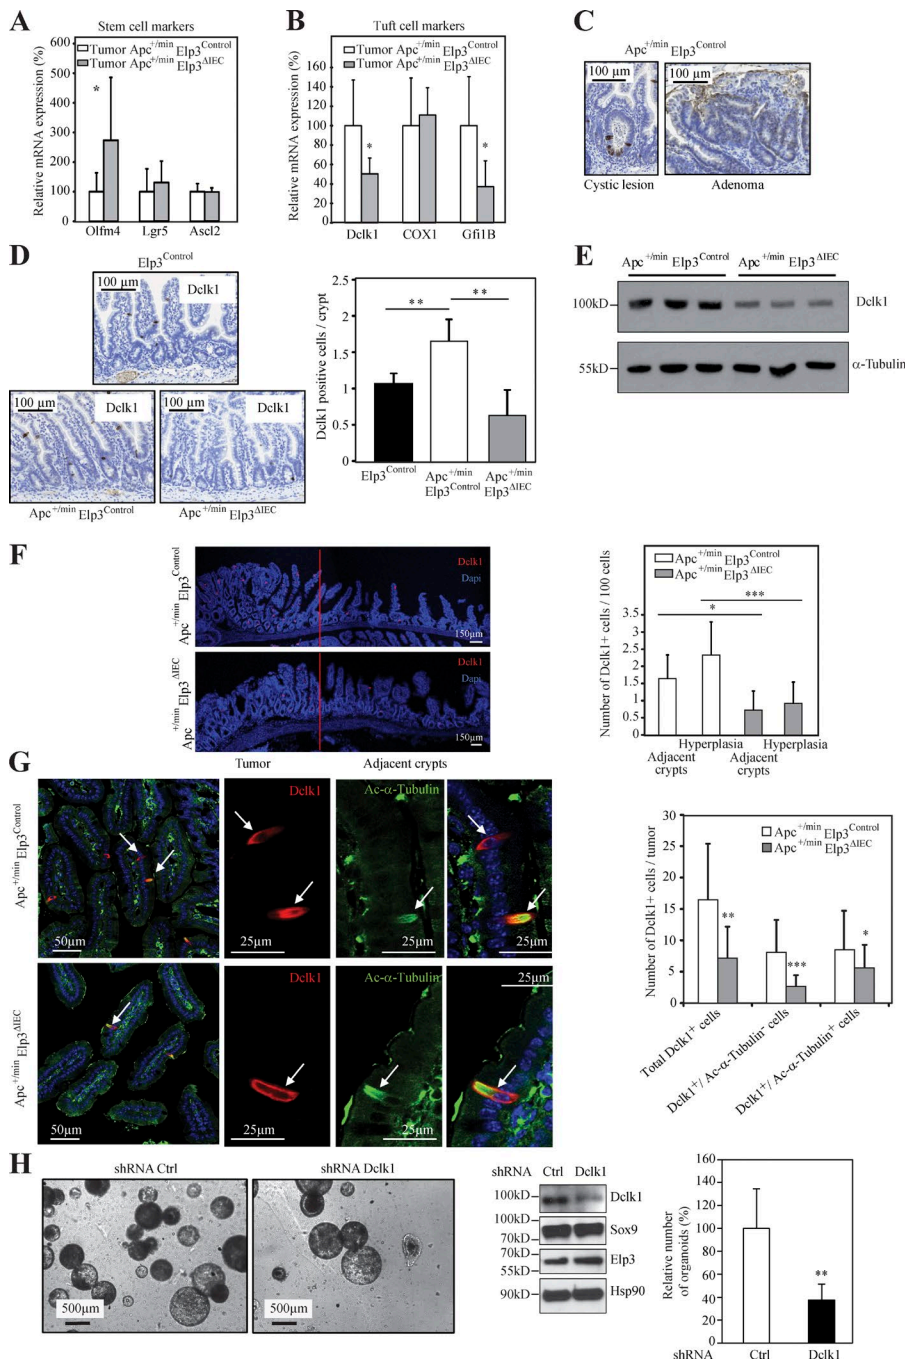 A
Stem cell markers
Relative mRNA expression (%)
600
500
400
300
200
100
0
Tumor Apc+/min Elp3Control
Tumor Apc+/min Elp3ΔIEC
*
Olfm4 Lgr5 Ascl2
B
Tuft cell markers
Relative mRNA expression (%)
160
140
120
100
80
60
40
20
0
Tumor Apc+/min Elp3Control
Tumor Apc+/min Elp3ΔIEC
* *
Dclk1 COX1 Gfi1B
C
Apc+/min Elp3Control
100 µm 100 µm
Cystic lesion Adenoma
D
Elp3Control
100 µm Dclk1
100 µm Dclk1
100 µm Dclk1
Apc+/min Elp3Control Apc+/min Elp3ΔIEC
Dclk1 positive cells / crypt
2.5
2
1.5
1
0.5
0
** **
Elp3Control
Apc+/min
Elp3Control
Apc+/min
Elp3ΔIEC
E
Apc+/min Elp3Control Apc+/min Elp3ΔIEC
100kD Dclk1
55kD α-Tubulin
F
Apc+/min Elp3Control
Dclk1
Dapi
150µm
Apc+/min Elp3ΔIEC
Dclk1
Dapi
150µm
Tumor Adjacent crypts
Number of Dclk1+ cells / 100 cells
Apc+/min Elp3Control
Apc+/min Elp3ΔIEC
3.5
3
2.5
2
1.5
1
0.5
* ***
Adjacent crypts
Hyperplasia
Adjacent crypts
Hyperplasia
G
Apc+/min Elp3Control
50µm
Dclk1
25µm
Ac-α-Tubulin
25µm
25µm
Apc+/min Elp3ΔIEC
50µm
Dclk1
25µm
Ac-α-Tubulin
25µm
25µm
Number of Dclk1+ cells / tumor
30
25
20
15
10
5
0
Apc+/min Elp3Control
Apc+/min Elp3ΔIEC
** *** *
Total Dclk1+ cells
Dclk1+/ Ac-α-Tubulin- cells
Dclk1+/ Ac-α-Tubulin+ cells
H
shRNA Ctrl shRNA Dclk1
500µm 500µm
shRNA Ctrl Dclk1
100kD Dclk1
100kD
70kD
Sox9
70kD
55kD
Elp3
90kD Hsp90
Relative number of organoids (%)
160
140
120
100
80
60
40
20
0
**
shRNA Ctrl Dclk1